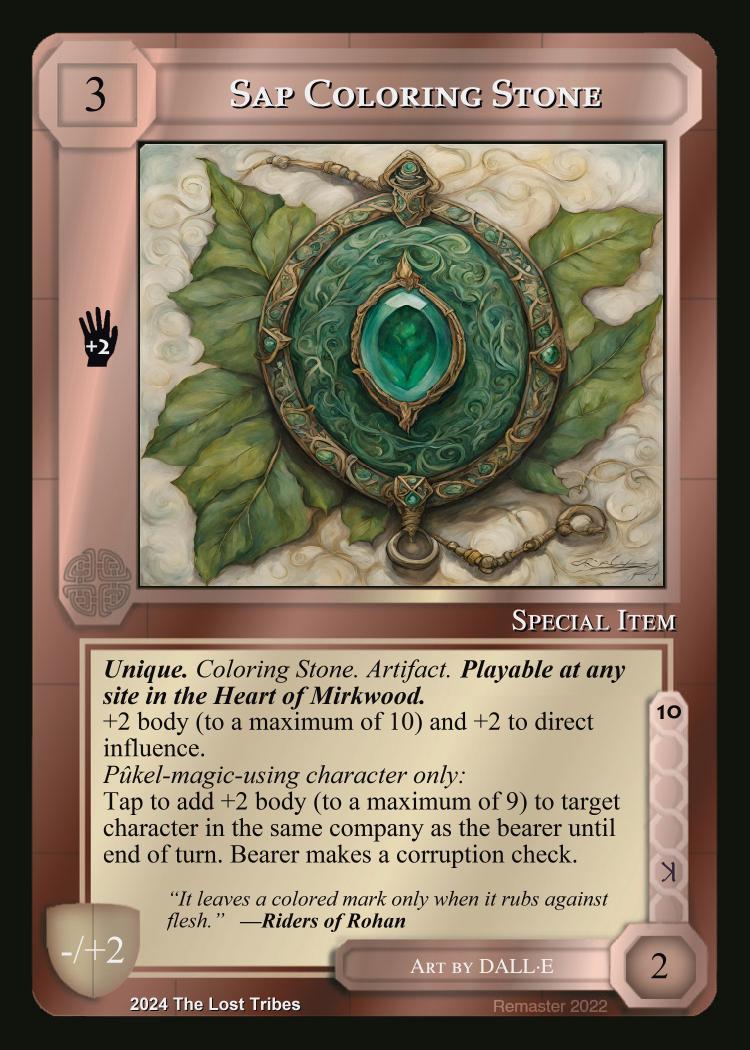 3
Sap Coloring Stone
+2
Special Item
Unique. Coloring Stone. Artifact. Playable at any
site in the Heart of Mirkwood.
+2 body (to a maximum of 10) and +2 to direct
influence.
Pûkel-magic-using character only:
Tap to add +2 body (to a maximum of 9) to target
character in the same company as the bearer until
end of turn. Bearer makes a corruption check.
“It leaves a colored mark only when it rubs against
flesh.” —Riders of Rohan
10
-/+2
Art by DALL·E
2
2024 The Lost Tribes
Remaster 2022